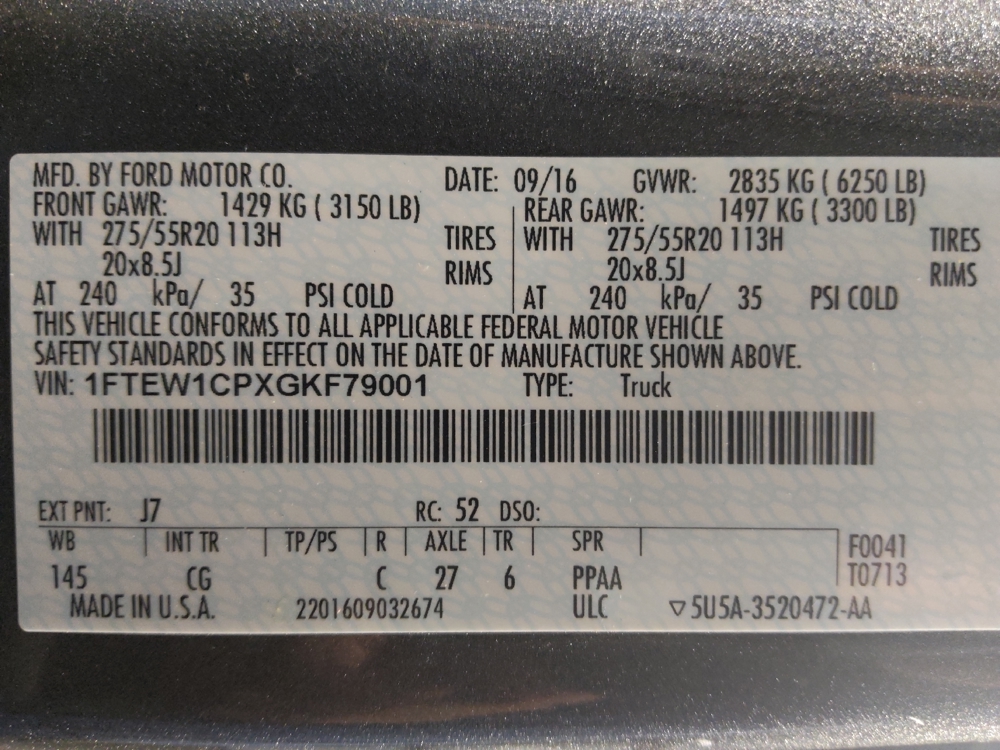 MFD. BY FORD MOTOR CO. DATE: 09/16 GVWR: 2835 KG ( 6250 LB)
FRONT GAWR: 1429 KG ( 3150 LB) REAR GAWR: 1497 KG ( 3300 LB)
WITH 275/55R20 113H TIRES WITH 275/55R20 113H TIRES
20x8.5J RIMS 20x8.5J RIMS
AT 240 kPa/ 35 PSI COLD AT 240 kPa/ 35 PSI COLD
THIS VEHICLE CONFORMS TO ALL APPLICABLE FEDERAL MOTOR VEHICLE
SAFETY STANDARDS IN EFFECT ON THE DATE OF MANUFACTURE SHOWN ABOVE.
VIN: 1FTEW1CPXGKF79001 TYPE: Truck
EXT PNT: J7 RC: 52 DSO:
WB INT TR TP/PS R AXLE TR SPR F0041
145 CG C 27 6 PPAA T0713
MADE IN U.S.A. 2201609032674 ULC ▽5U5A-3520472-AA